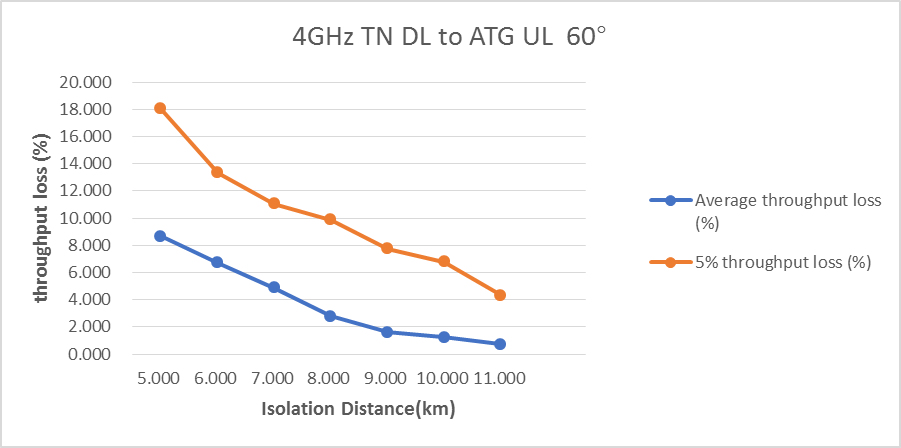 4GHz TN DL to ATG UL  60°
20.000
18.000
16.000
14.000
12.000
10.000
8.000
6.000
4.000
2.000
0.000
throughput loss (%)
5.000 6.000 7.000 8.000 9.000 10.000 11.000
Isolation Distance(km)
Average throughput loss
(%)
5% throughput loss (%)